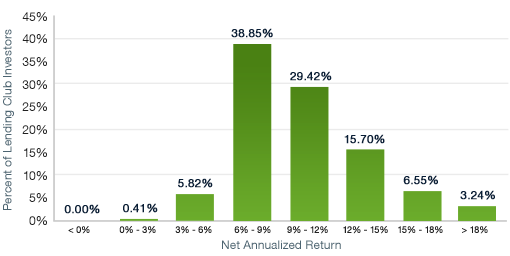 Percent of Lending Club Investors
45%
40%
35%
30%
25%
20%
15%
10%
5%
0%
0.00%
0.41%
5.82%
38.85%
29.42%
15.70%
6.55%
3.24%
< 0%
0% - 3%
3% - 6%
6% - 9%
9% - 12%
12% - 15%
15% - 18%
> 18%
Net Annualized Return